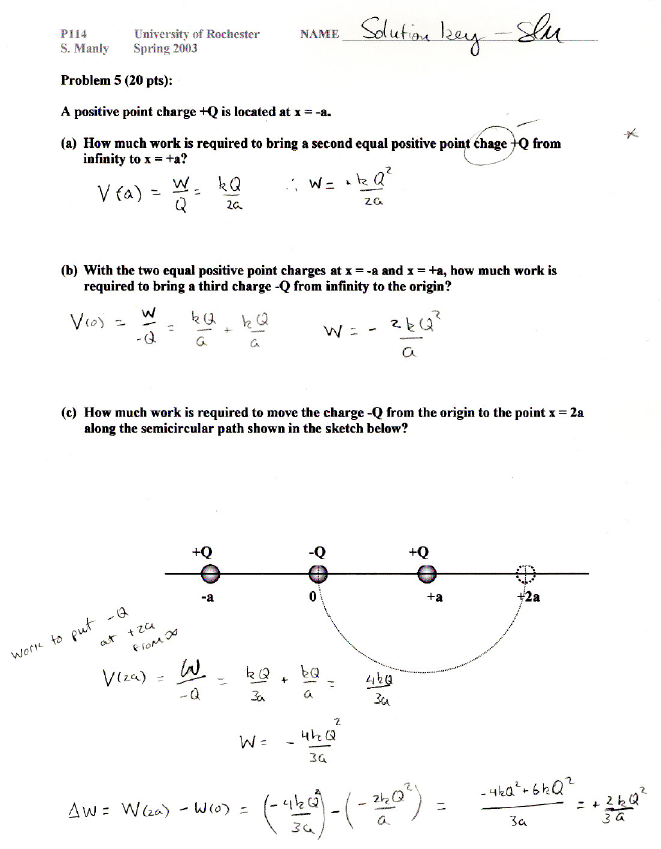 P114 University of Rochester NAME Solution key – SLM
S. Manly Spring 2003
Problem 5 (20 pts):
A positive point charge +Q is located at x = -a.
(a) How much work is required to bring a second equal positive point chage +Q from *
infinity to x = +a?
V(a) = W/Q = kQ/2a ∴ W = + kQ²/2a
(b) With the two equal positive point charges at x = -a and x = +a, how much work is
required to bring a third charge -Q from infinity to the origin?
V(0) = W/-Q = kQ/a + kQ/a W = - 2kQ²/a
(c) How much work is required to move the charge -Q from the origin to the point x = 2a
along the semicircular path shown in the sketch below?
+Q -Q +Q
-a 0 +a +2a
work to put -Q
at +2a
from ∞
V(2a) = W/-Q = kQ/3a + kQ/a = 4kQ/3a
W = - 4kQ²/3a
ΔW = W(2a) - W(0) = (- 4kQ²/3a) - (- 2kQ²/a) = -4kQ² + 6kQ²/3a = + 2kQ²/3a